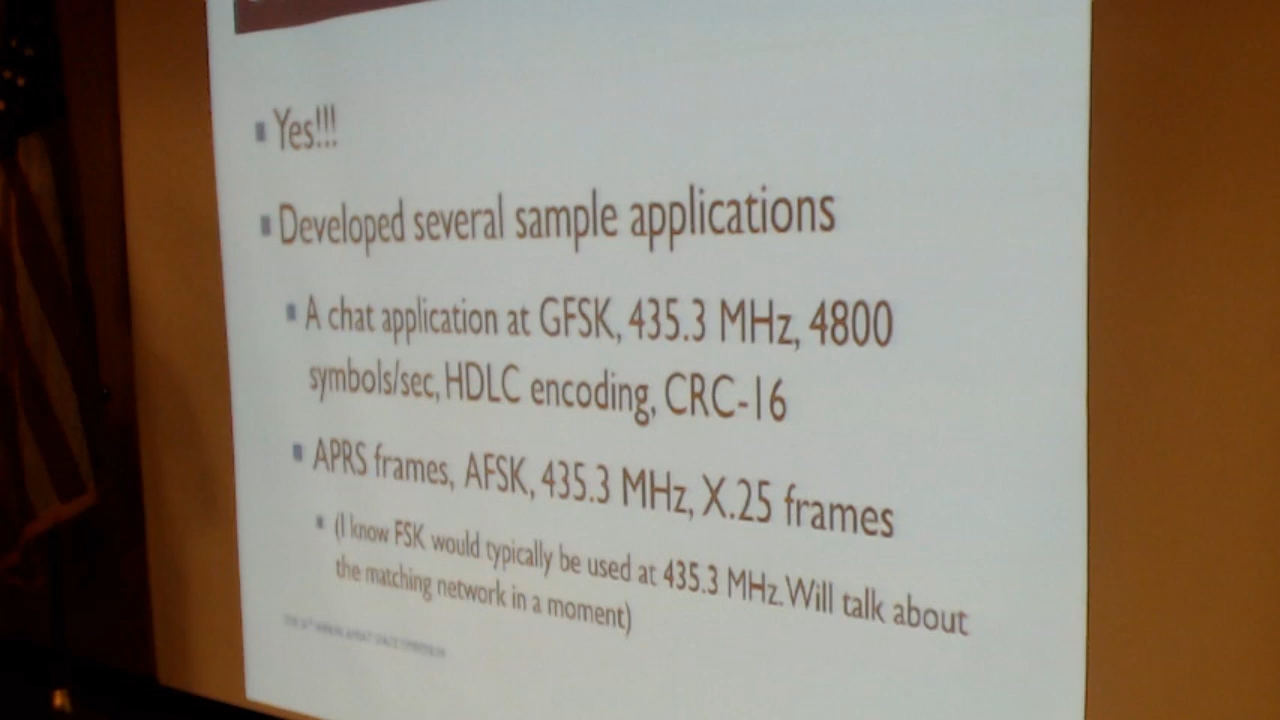 Yes!!!
Developed several sample applications
A chat application at GFSK, 435.3 MHz, 4800
symbols/sec, HDLC encoding, CRC-16
APRS frames, AFSK, 435.3 MHz, X.25 frames
(I know FSK would typically be used at 435.3 MHz. Will talk about
the matching network in a moment)